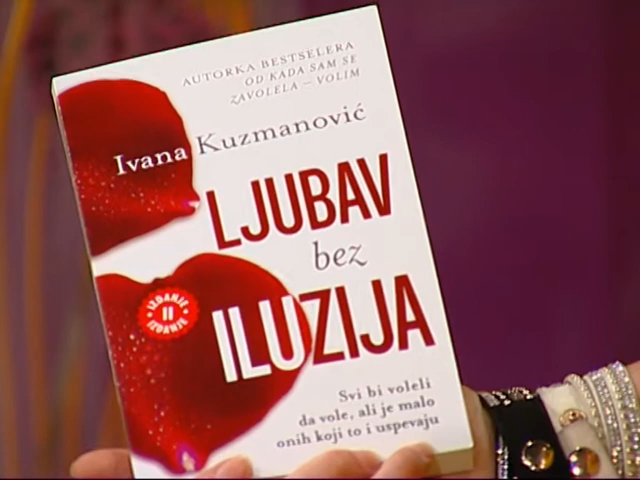 AUTORKA BESTSELERA
OD KADA SAM SE
ZAVOLELA – VOLIM
Ivana Kuzmanović
LJUBAV
bez
ILUZIJA
IZDANJE
II
IZDANJE
Svi bi voleli
da vole, ali je malo
onih koji to i uspevaju